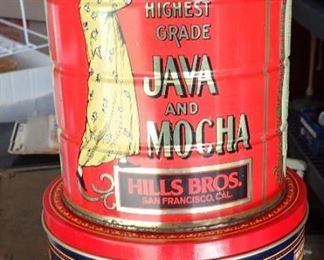 HIGHEST
GRADE
JAVA
AND
MOCHA
HILLS BROS.
SAN FRANCISCO, CAL.